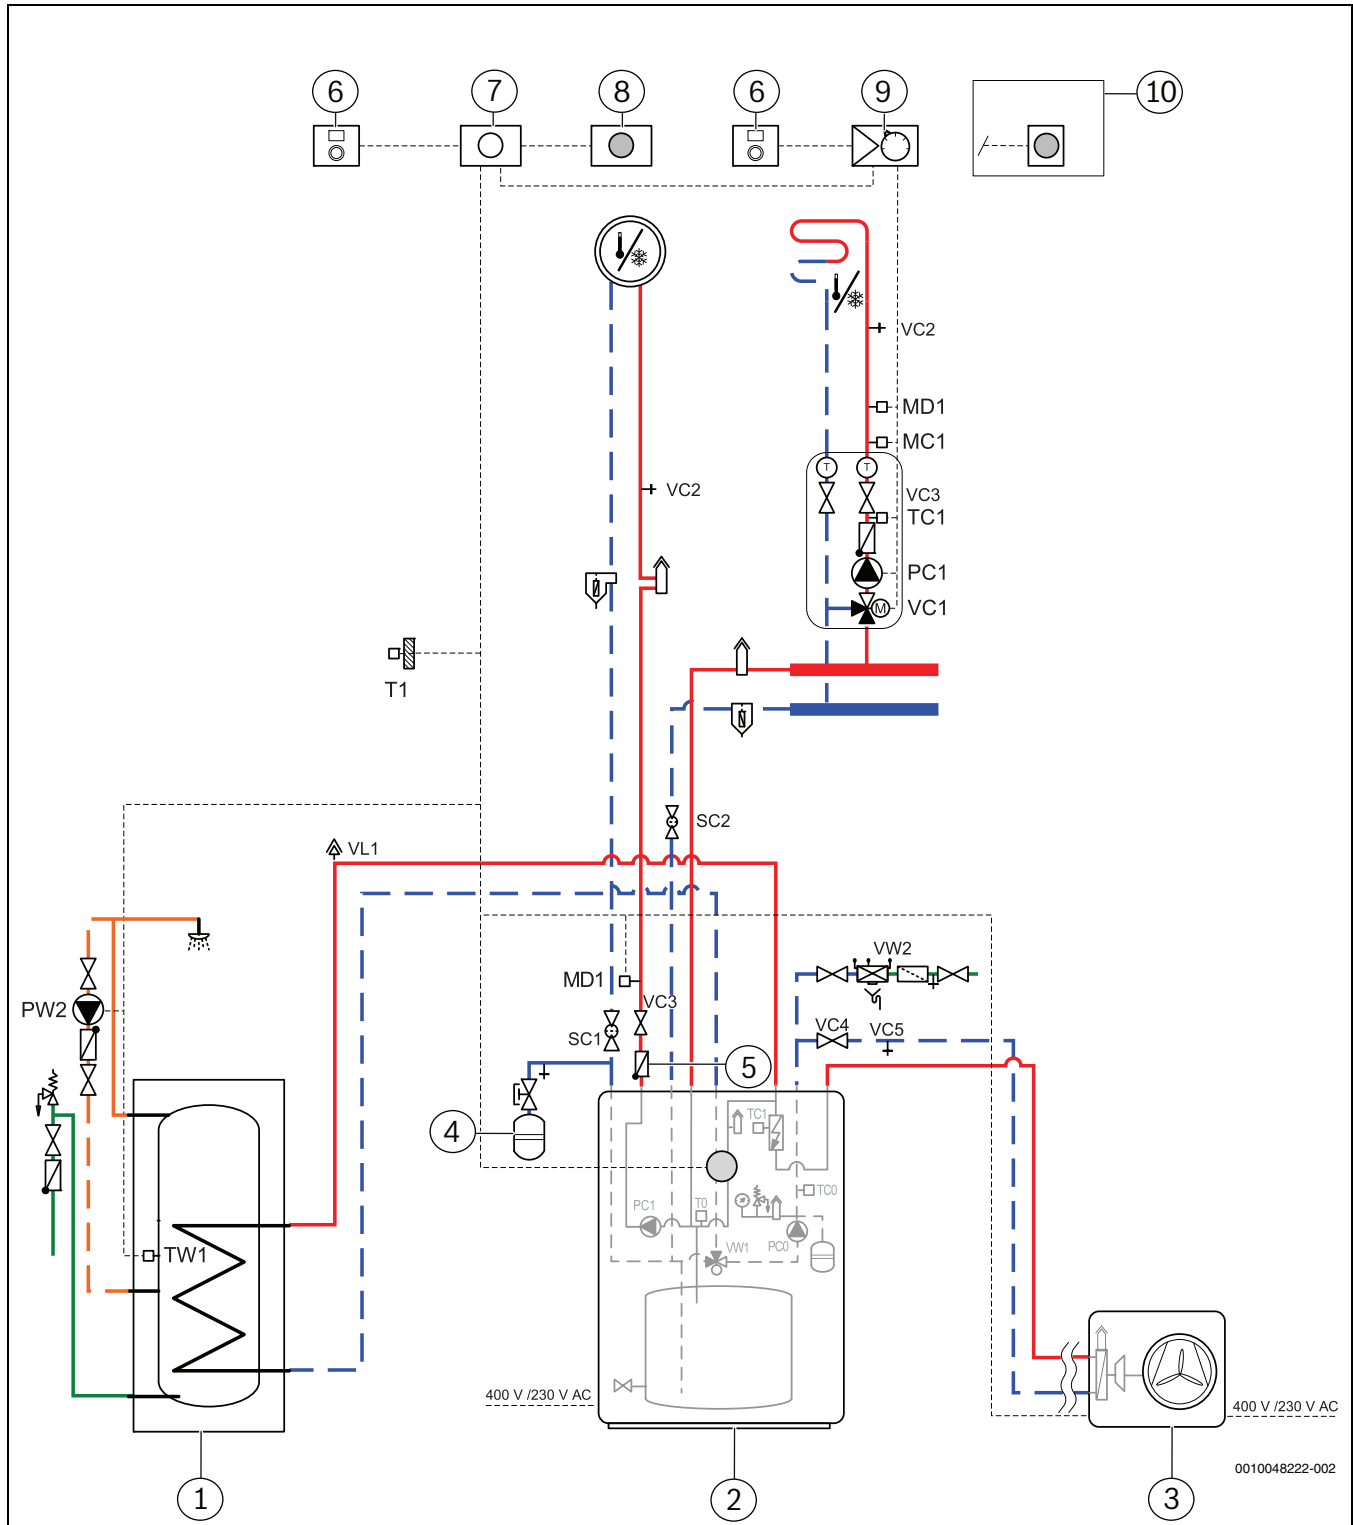 6 7 8 6 9 10
VC2
MD1
MC1
T T
VC2 VC3
TC1
PC1
M VC1
T1
SC2
VL1
VW2
MD1
PW2 VC3
VC4 VC5
SC1
5
4 TC1
TC0
PC1 T0
VW1 PC0
TW1
400 V /230 V AC
400 V /230 V AC
0010048222-002
1 2 3